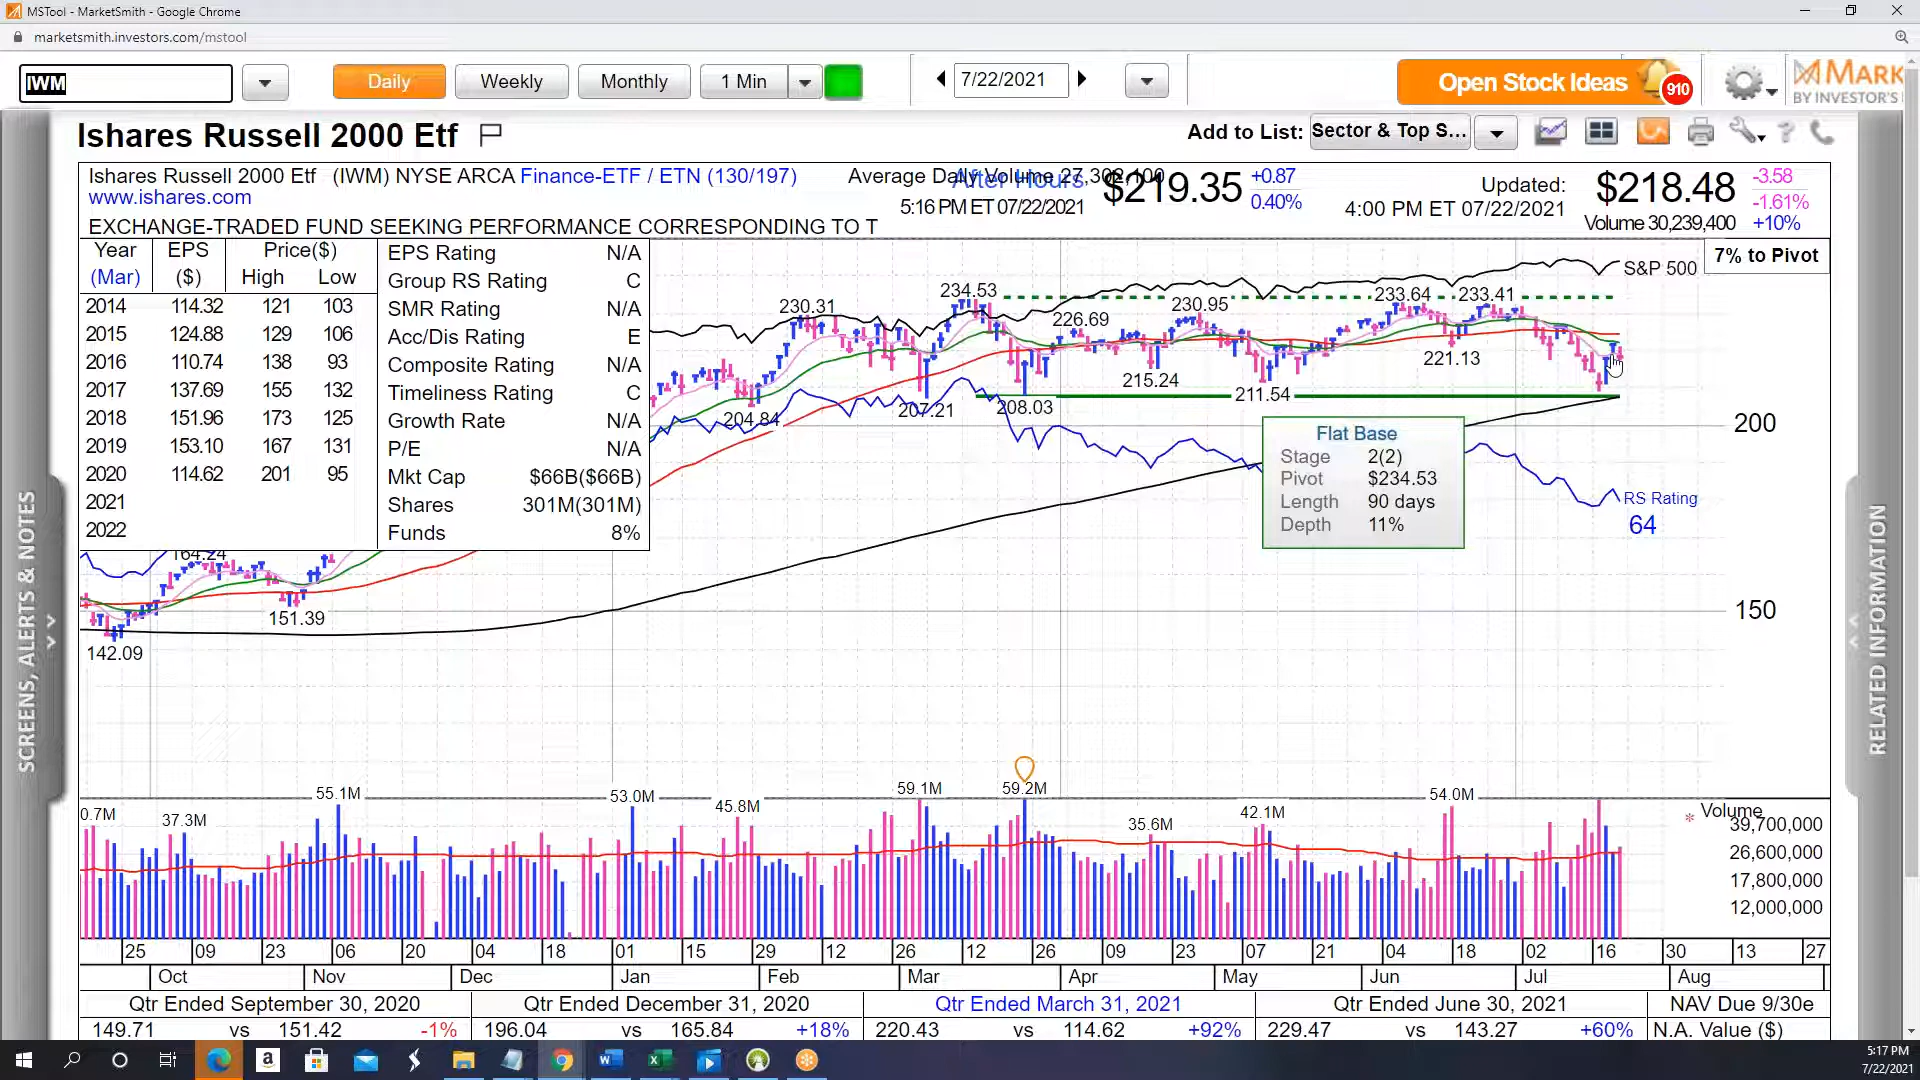 MSTool - MarketSmith - Google Chrome
marketsmith.investors.com/mstool
IWM
Daily
Weekly
Monthly
1 Min
7/22/2021
Open Stock Ideas
910
MARK
BY INVESTOR'S
Ishares Russell 2000 Etf
Add to List:
Sector & Top S...
Ishares Russell 2000 Etf (IWM) NYSE ARCA Finance-ETF / ETN (130/197)
Average Daily Volume 27,302,100
After Hours
$219.35
+0.87
0.40%
5:16 PM ET 07/22/2021
Updated:
4:00 PM ET 07/22/2021
$218.48
-3.58
-1.61%
Volume 30,239,400
+10%
www.ishares.com
EXCHANGE-TRADED FUND SEEKING PERFORMANCE CORRESPONDING TO T
7% to Pivot
Year EPS Price($)
(Mar) ($) High Low
2014 114.32 121 103
2015 124.88 129 106
2016 110.74 138 93
2017 137.69 155 132
2018 151.96 173 125
2019 153.10 167 131
2020 114.62 201 95
2021
2022
EPS Rating N/A
Group RS Rating C
SMR Rating N/A
Acc/Dis Rating E
Composite Rating N/A
Timeliness Rating C
Growth Rate N/A
P/E N/A
Mkt Cap $66B($66B)
Shares 301M(301M)
Funds 8%
S&P 500
234.53
230.31
226.69
230.95
233.64
233.41
221.13
215.24
211.54
208.03
207.21
204.84
164.24
151.39
142.09
200
150
Flat Base
Stage 2(2)
Pivot $234.53
Length 90 days
Depth 11%
RS Rating
64
0.7M
37.3M
55.1M
53.0M
45.8M
59.1M
59.2M
35.6M
42.1M
54.0M
* Volume
39,700,000
26,600,000
17,800,000
12,000,000
25 09 23 06 20 04 18 01 15 29 12 26 12 26 09 23 07 21 04 18 02 16 30 13 27
Oct Nov Dec Jan Feb Mar Apr May Jun Jul Aug
Qtr Ended September 30, 2020 Qtr Ended December 31, 2020 Qtr Ended March 31, 2021 Qtr Ended June 30, 2021 NAV Due 9/30e
149.71 vs 151.42 -1% 196.04 vs 165.84 +18% 220.43 vs 114.62 +92% 229.47 vs 143.27 +60% N.A. Value ($)
SCREENS, ALERTS & NOTES
RELATED INFORMATION
5:17 PM
7/22/2021